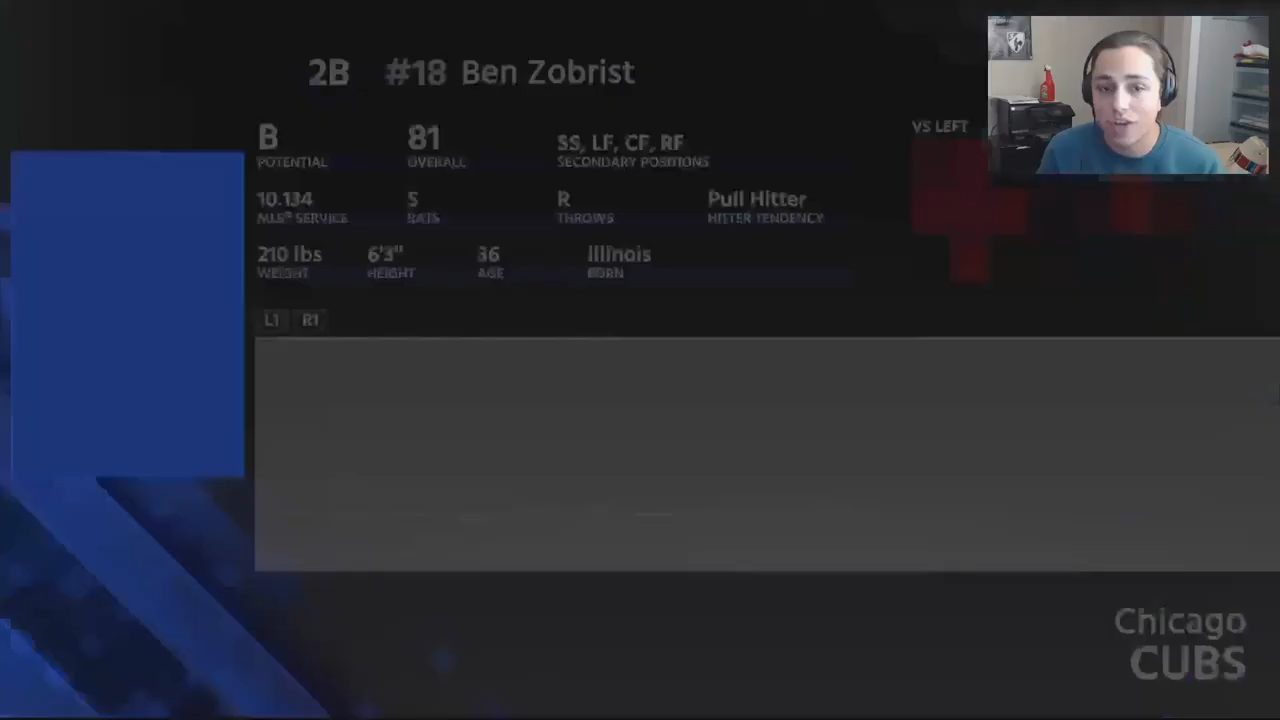 2B #18 Ben Zobrist
B 81 SS, LF, CF, RF
POTENTIAL OVERALL SECONDARY POSITIONS
VS LEFT
10.134 S R Pull Hitter
MLB® SERVICE BATS THROWS HITTER TENDENCY
210 lbs 6'3" 36 Illinois
WEIGHT HEIGHT AGE BORN
L1 R1
Chicago
CUBS